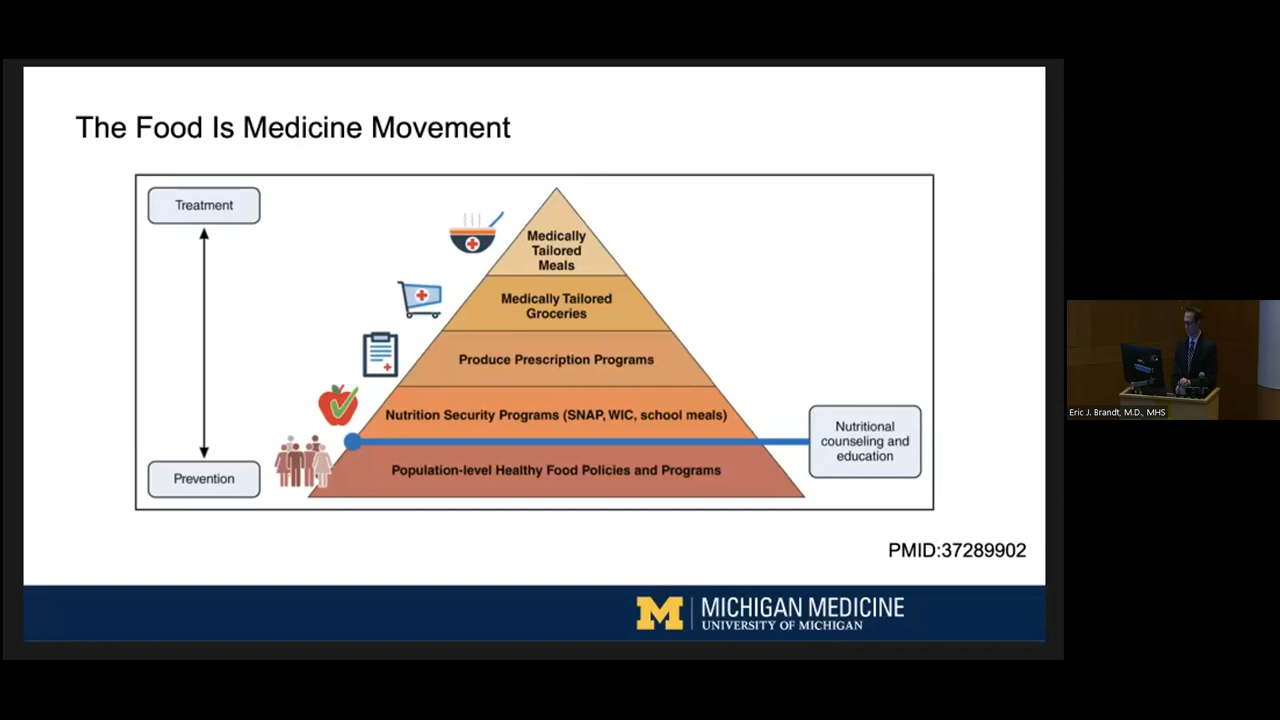 The Food Is Medicine Movement
Treatment
Medically
Tailored
Meals
Medically Tailored
Groceries
Produce Prescription Programs
Nutrition Security Programs (SNAP, WIC, school meals)
Nutritional
counseling and
education
Population-level Healthy Food Policies and Programs
Prevention
PMID:37289902
M MICHIGAN MEDICINE
UNIVERSITY OF MICHIGAN
Eric J. Brandt, M.D., MHS